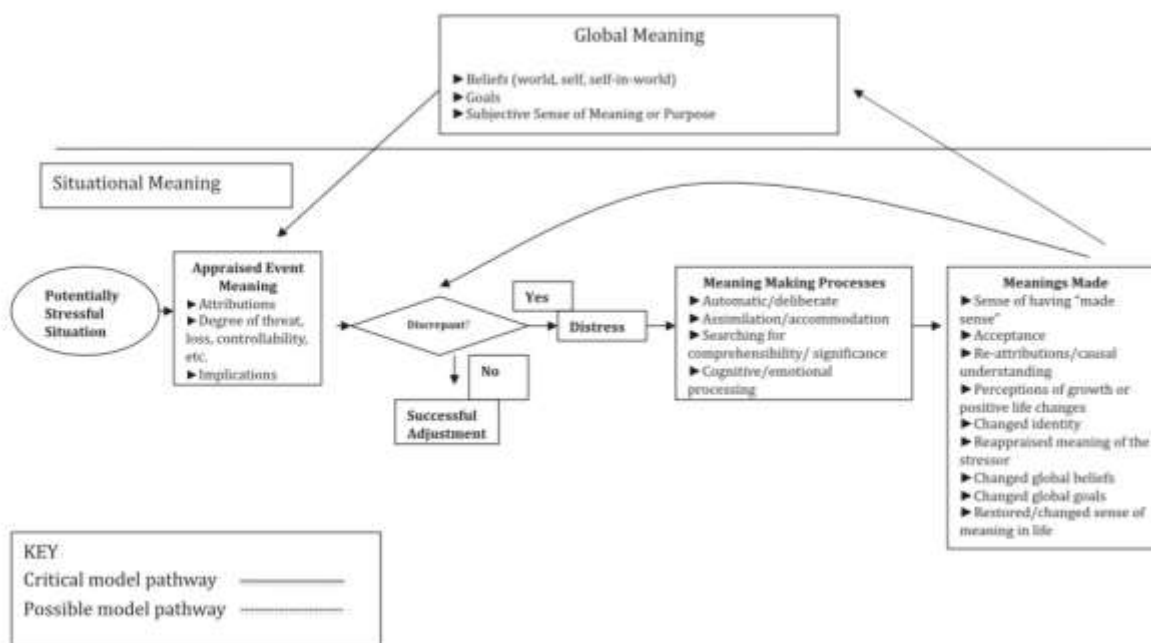 Global Meaning
►Beliefs (world, self, self-in-world)
►Goals
►Subjective Sense of Meaning or Purpose
Situational Meaning
Potentially
Stressful
Situation
Appraised Event
Meaning
►Attributions
►Degree of threat,
loss, controllability,
etc.
►Implications
Discrepant?
Yes
Distress
No
Successful
Adjustment
Meaning Making Processes
►Automatic/deliberate
►Assimilation/accommodation
►Searching for
comprehensibility/ significance
►Cognitive/emotional
processing
Meanings Made
►Sense of having "made
sense"
►Acceptance
►Re-attributions/causal
understanding
►Perceptions of growth or
positive life changes
►Changed identity
►Reappraised meaning of the
stressor
►Changed global beliefs
►Changed global goals
►Restored/changed sense of
meaning in life
KEY
Critical model pathway
Possible model pathway